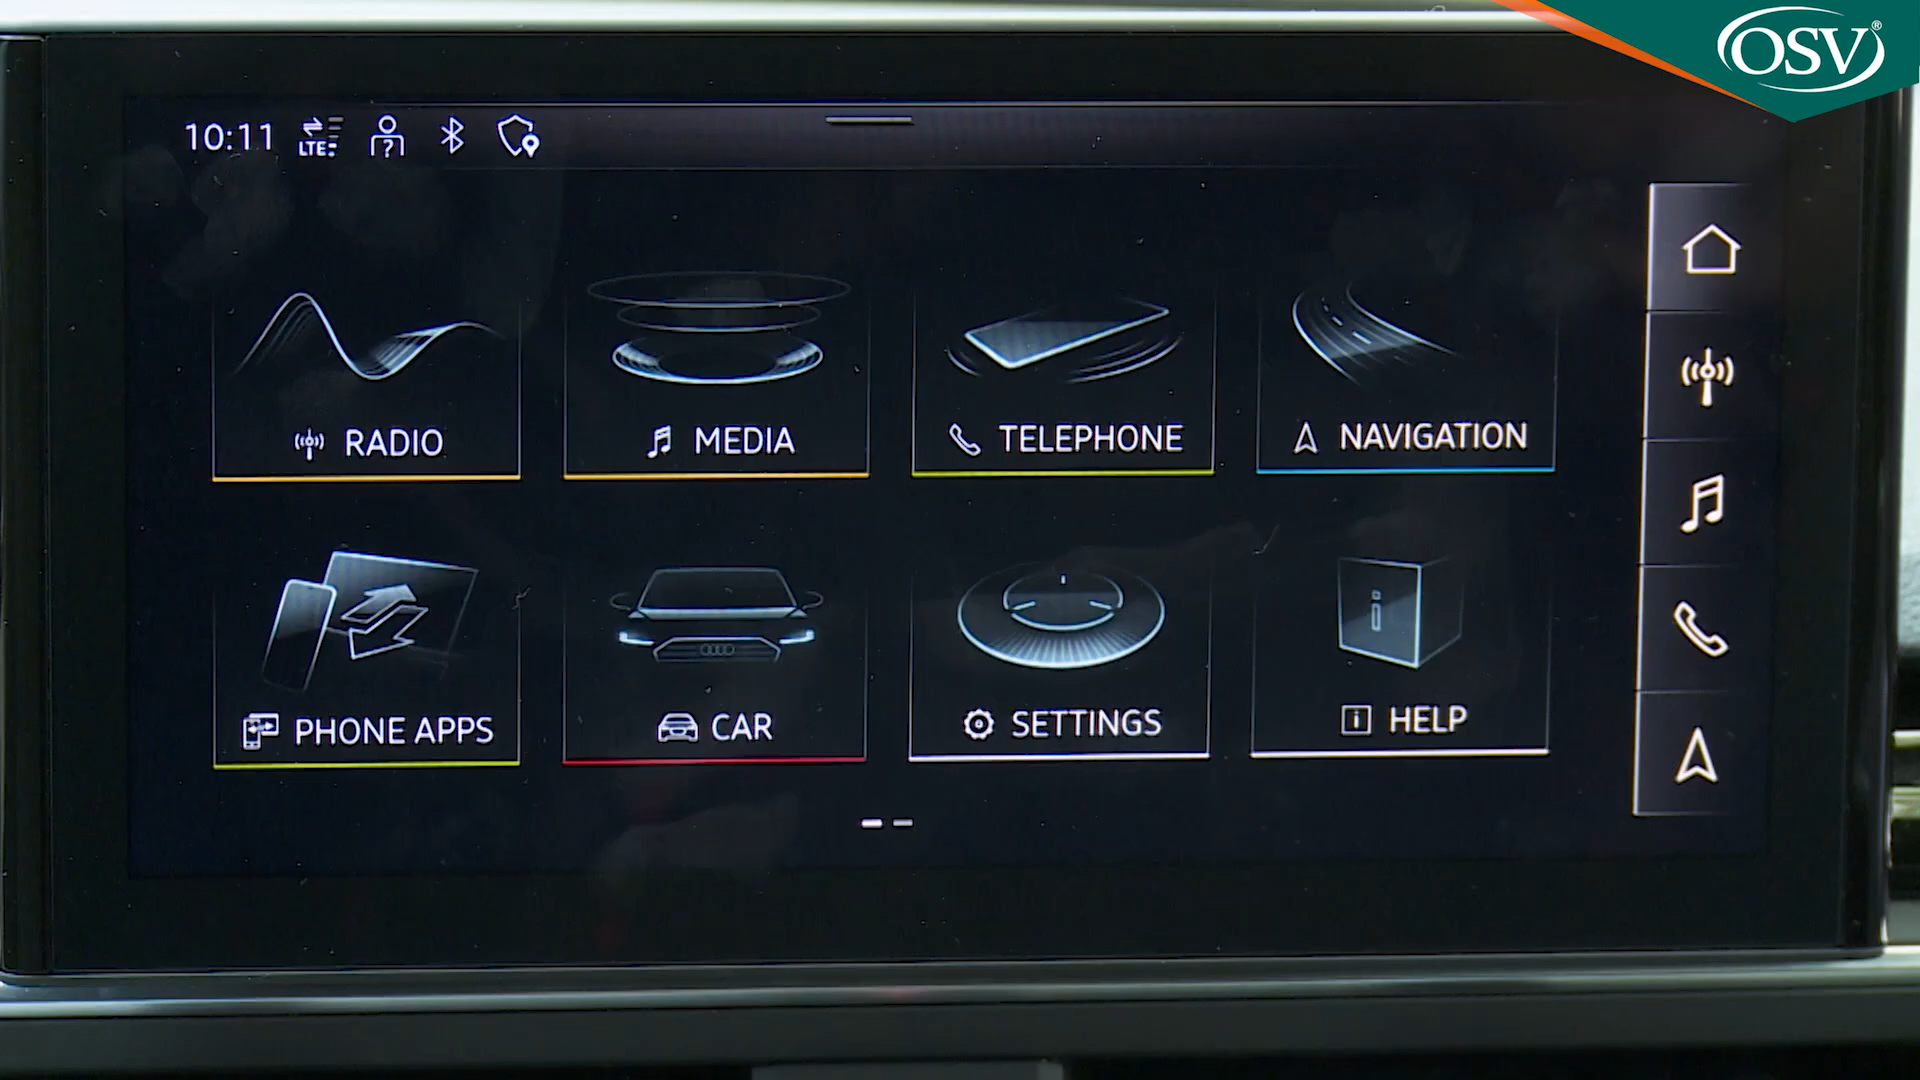 OSV®
10:11
LTE
?
RADIO
MEDIA
TELEPHONE
NAVIGATION
i
PHONE APPS
CAR
SETTINGS
i HELP